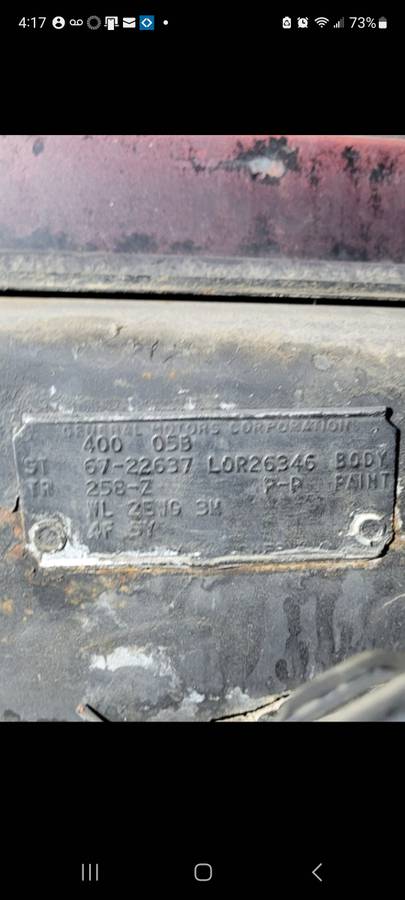 4:17 73%
GENERAL MOTORS CORPORATION
400 05B
ST 67-22637 LOR26346 BODY
TR 258-Z P-P PAINT
WL 2EWG 3M
4F 5Y